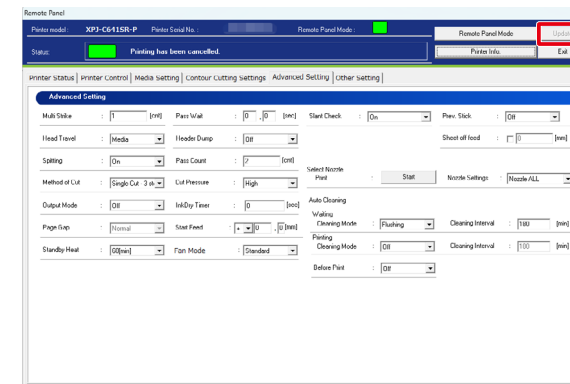 Remote Panel
Printer model : XPJ-C641SR-P Printer Serial No. : Remote Panel Mode : Remote Panel Mode Updat
Status: Printing has been cancelled. Printer Info. Exit
Printer Status Printer Control Media Setting Contour Cutting Settings Advanced Setting Other Setting
Advanced Setting
Multi Strike : 1 [cnt] Pass Wait : 0 . 0 [sec] Slant Check : On Prev. Stick : Off
Head Travel : Media Header Dump : Off Shoot off feed : 0 [mm]
Spitting : On Pass Count : 2 [cnt]
Select Nozzle
Print : Start Nozzle Settings : Nozzle ALL
Method of Cut : Single Cut 3 st Cut Pressure : High
Auto Cleaning
Output Mode : Off InkDry Timer : 0 [sec]
Waiting
Cleaning Mode : Flushing Cleaning Interval : 180 [min]
Page Gap : Normal Start Feed : + 0 . 0 [mm]
Printing
Cleaning Mode : Off Cleaning Interval : 100 [min]
Standby Heat : 60[min] Fan Mode : Standard
Before Print : Off